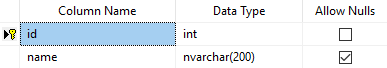 Column Name Data Type Allow Nulls
id int
name nvarchar(200)